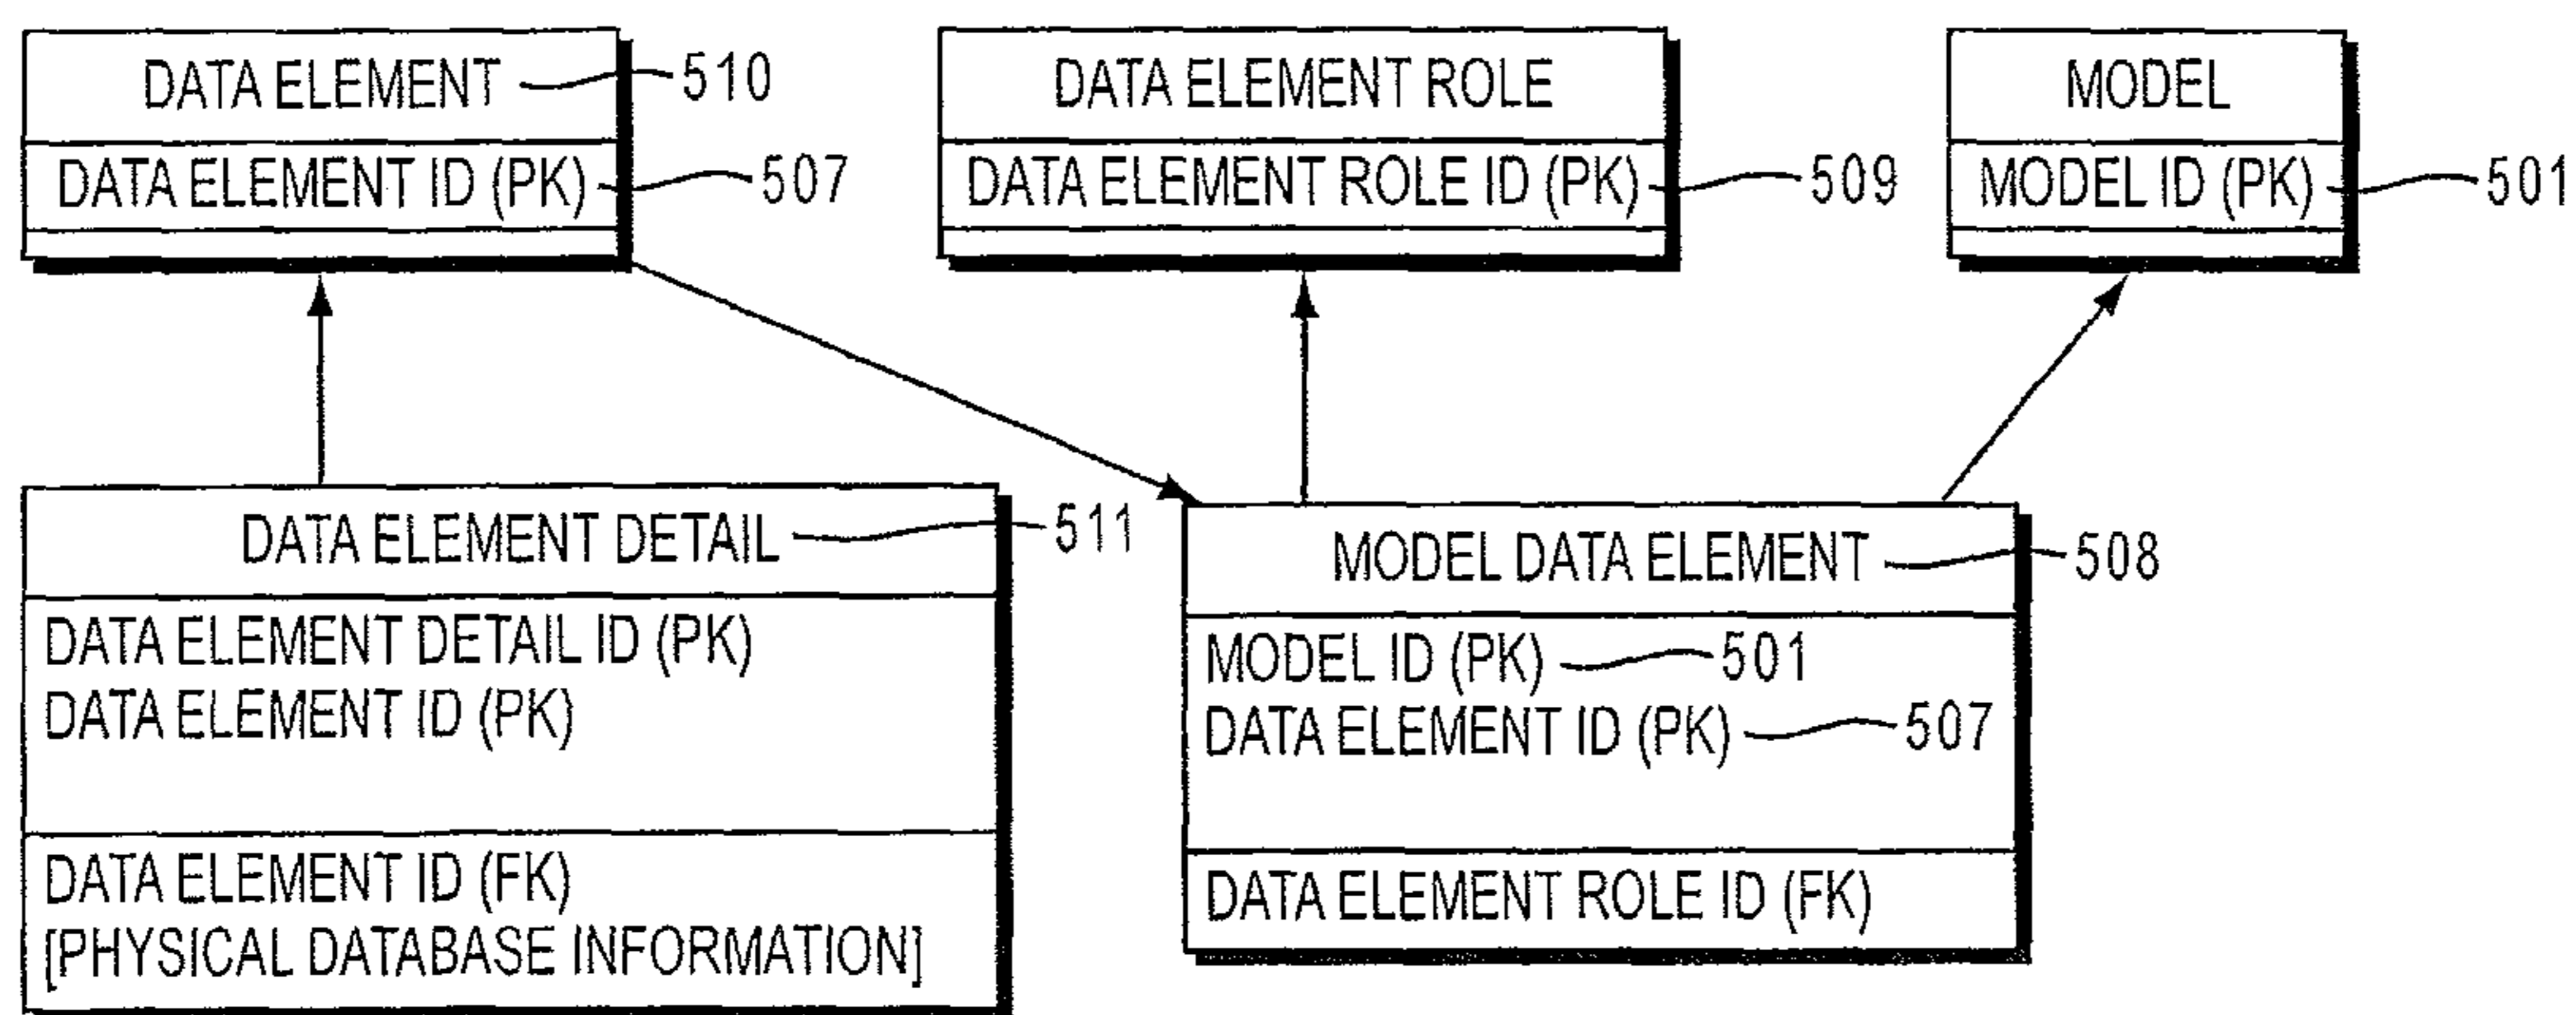 DATA ELEMENT 510
DATA ELEMENT ID (PK) 507
DATA ELEMENT ROLE
DATA ELEMENT ROLE ID (PK) 509
MODEL
MODEL ID (PK) 501
DATA ELEMENT DETAIL 511
DATA ELEMENT DETAIL ID (PK)
DATA ELEMENT ID (PK)
DATA ELEMENT ID (FK)
[PHYSICAL DATABASE INFORMATION]
MODEL DATA ELEMENT 508
MODEL ID (PK) 501
DATA ELEMENT ID (PK) 507
DATA ELEMENT ROLE ID (FK)